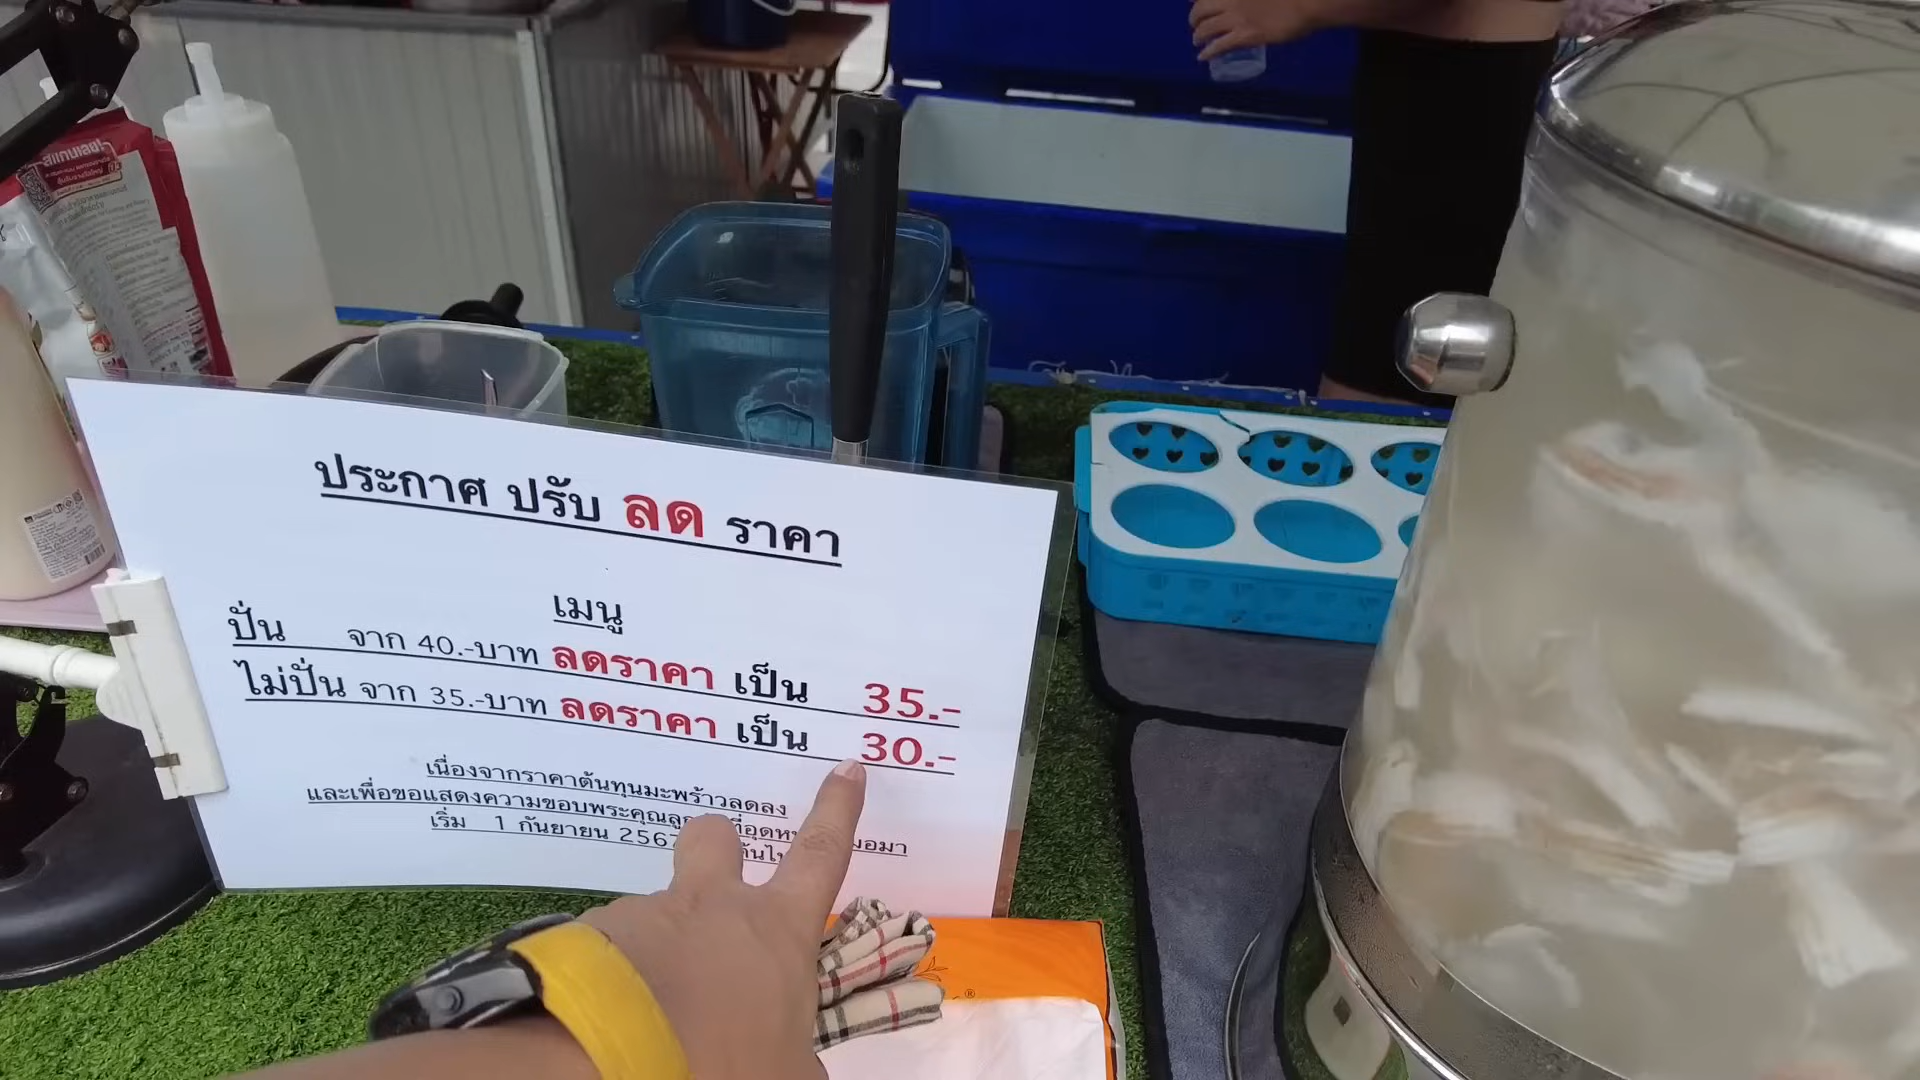 สแกนเลย!
ประกาศ ปรับ ลด ราคา
เมนู
ปั่น จาก 40.-บาท ลดราคา เป็น 35.-
ไม่ปั่น จาก 35.-บาท ลดราคา เป็น 30.-
เนื่องจากราคาต้นทุนมะพร้าวลดลง
และเพื่อขอแสดงความขอบพระคุณ
เริ่ม 1 กันยายน 2567